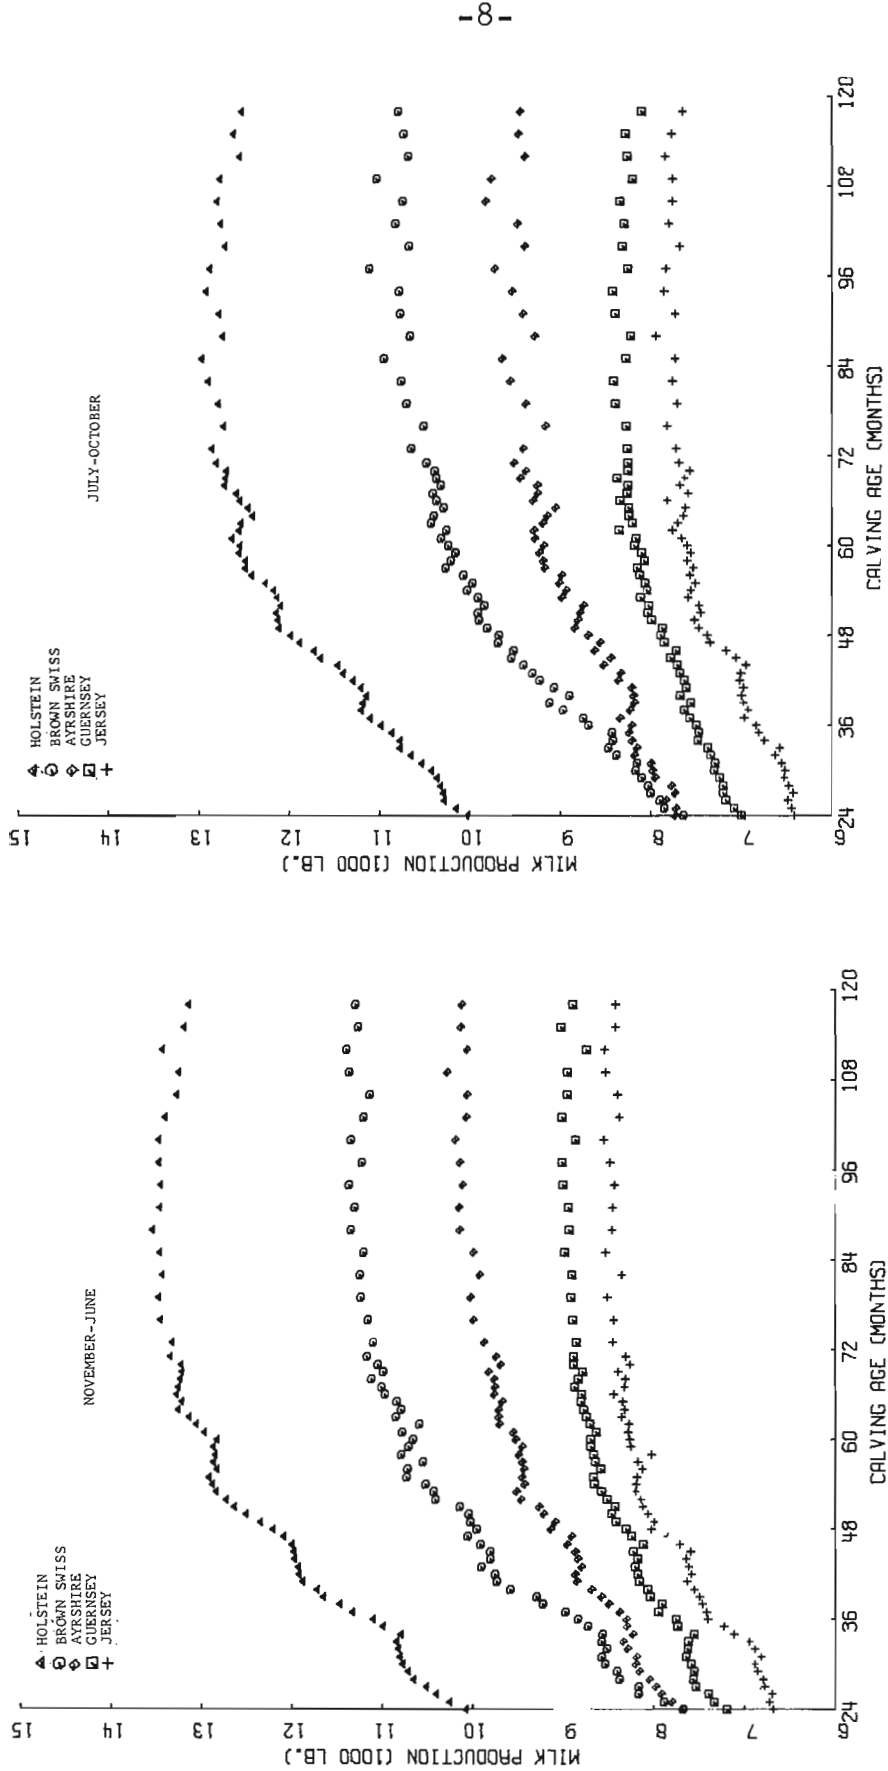 -8-
JULY-OCTOBER
HOLSTEIN
BROWN SWISS
AYRSHIRE
GUERNSEY
JERSEY
15
14
13
12
11
10
9
8
7
6
MILK PRODUCTION (1000 LB.)
24
36
48
60
72
84
96
102
120
CALVING AGE (MONTHS)
NOVEMBER-JUNE
HOLSTEIN
BROWN SWISS
AYRSHIRE
GUERNSEY
JERSEY
15
14
13
12
11
10
9
8
7
6
MILK PRODUCTION (1000 LB.)
24
36
48
60
72
84
96
108
120
CALVING AGE (MONTHS)